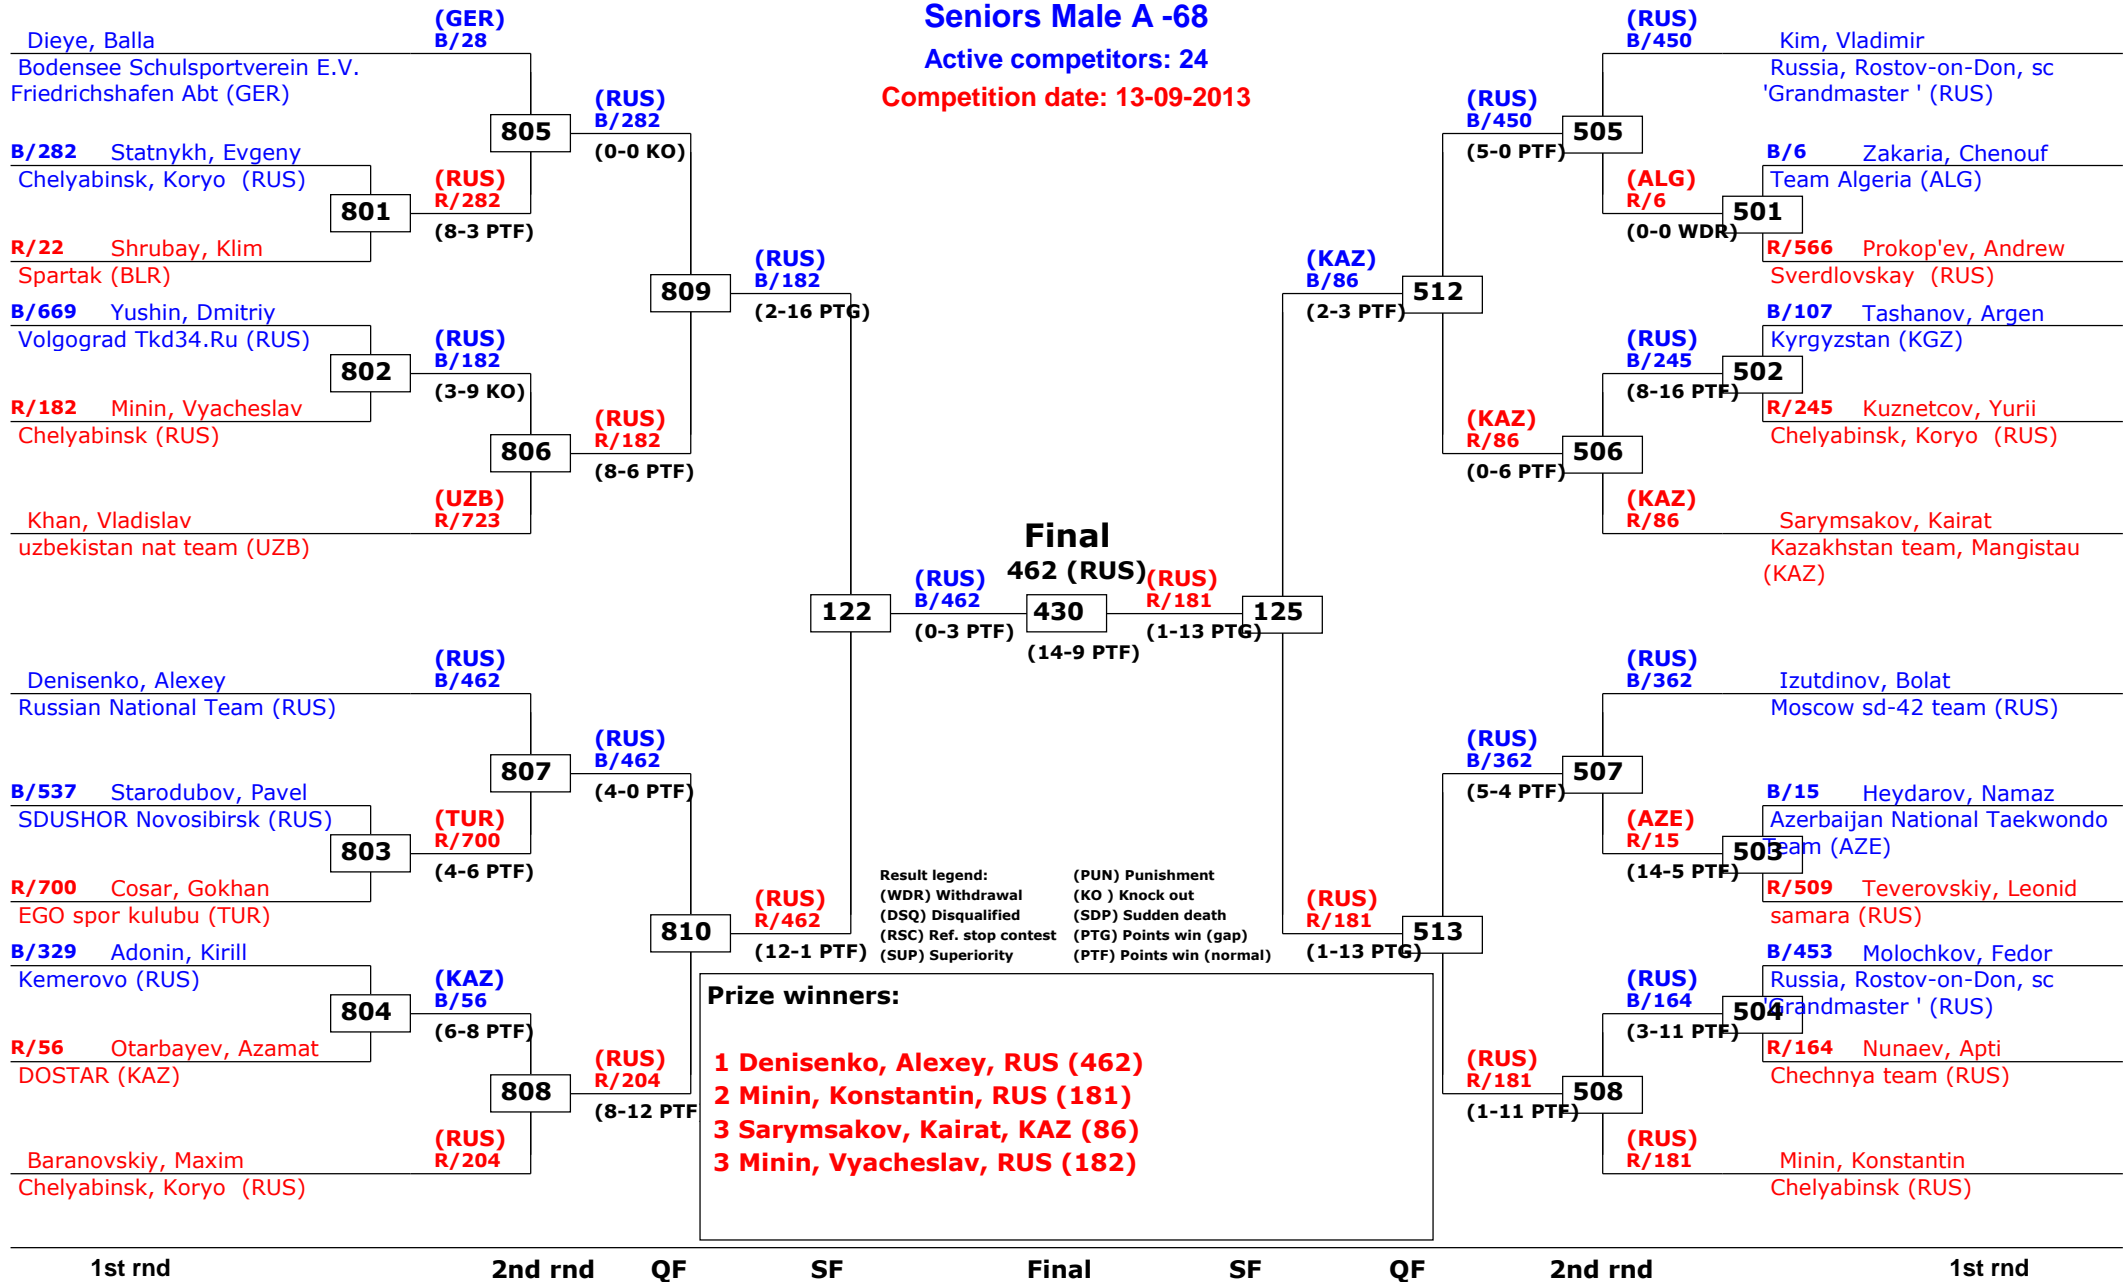 Seniors Male A -68
Active competitors: 24
Competition date: 13-09-2013
Dieye, Balla
Bodensee Schulsportverein E.V.
Friedrichshafen Abt (GER)
(GER)
B/28
B/282 Statnykh, Evgeny
Chelyabinsk, Koryo (RUS)
801
R/22 Shrubay, Klim
Spartak (BLR)
(RUS)
R/282
(8-3 PTF)
805
(RUS)
B/282
(0-0 KO)
B/669 Yushin, Dmitriy
Volgograd Tkd34.Ru (RUS)
802
R/182 Minin, Vyacheslav
Chelyabinsk (RUS)
(RUS)
B/182
(3-9 KO)
806
(RUS)
R/182
(8-6 PTF)
Khan, Vladislav
uzbekistan nat team (UZB)
(UZB)
R/723
809
(RUS)
B/182
(2-16 PTG)
Denisenko, Alexey
Russian National Team (RUS)
(RUS)
B/462
B/537 Starodubov, Pavel
SDUSHOR Novosibirsk (RUS)
803
R/700 Cosar, Gokhan
EGO spor kulubu (TUR)
(TUR)
R/700
(4-6 PTF)
807
(RUS)
B/462
(4-0 PTF)
B/329 Adonin, Kirill
Kemerovo (RUS)
804
R/56 Otarbayev, Azamat
DOSTAR (KAZ)
(KAZ)
B/56
(6-8 PTF)
808
(RUS)
R/204
(8-12 PTF
Baranovskiy, Maxim
Chelyabinsk, Koryo (RUS)
(RUS)
R/204
810
(RUS)
R/462
(12-1 PTF)
122
(RUS)
B/462
(0-3 PTF)
Final
462 (RUS)
430
(14-9 PTF)
(RUS)
R/181
(1-13 PTG)
125
(RUS)
B/450
Kim, Vladimir
Russia, Rostov-on-Don, sc
'Grandmaster ' (RUS)
(RUS)
B/450
(5-0 PTF)
505
B/6 Zakaria, Chenouf
Team Algeria (ALG)
(ALG)
R/6
(0-0 WDR)
501
R/566 Prokop'ev, Andrew
Sverdlovskay (RUS)
(KAZ)
B/86
(2-3 PTF)
512
B/107 Tashanov, Argen
Kyrgyzstan (KGZ)
(RUS)
B/245
(8-16 PTF)
502
R/245 Kuznetcov, Yurii
Chelyabinsk, Koryo (RUS)
(KAZ)
R/86
(0-6 PTF)
506
(KAZ)
R/86
Sarymsakov, Kairat
Kazakhstan team, Mangistau
(KAZ)
(RUS)
B/362
Izutdinov, Bolat
Moscow sd-42 team (RUS)
(RUS)
B/362
(5-4 PTF)
507
B/15 Heydarov, Namaz
Azerbaijan National Taekwondo
Team (AZE)
(AZE)
R/15
(14-5 PTF)
503
R/509 Teverovskiy, Leonid
samara (RUS)
(RUS)
R/181
(1-13 PTG)
513
B/453 Molochkov, Fedor
Russia, Rostov-on-Don, sc
'Grandmaster ' (RUS)
(RUS)
B/164
(3-11 PTF)
504
R/164 Nunaev, Apti
Chechnya team (RUS)
(RUS)
R/181
(1-11 PTF)
508
(RUS)
R/181
Minin, Konstantin
Chelyabinsk (RUS)
Result legend:
(WDR) Withdrawal
(DSQ) Disqualified
(RSC) Ref. stop contest
(SUP) Superiority
(PUN) Punishment
(KO ) Knock out
(SDP) Sudden death
(PTG) Points win (gap)
(PTF) Points win (normal)
Prize winners:
1 Denisenko, Alexey, RUS (462)
2 Minin, Konstantin, RUS (181)
3 Sarymsakov, Kairat, KAZ (86)
3 Minin, Vyacheslav, RUS (182)
1st rnd 2nd rnd QF SF Final SF QF 2nd rnd 1st rnd